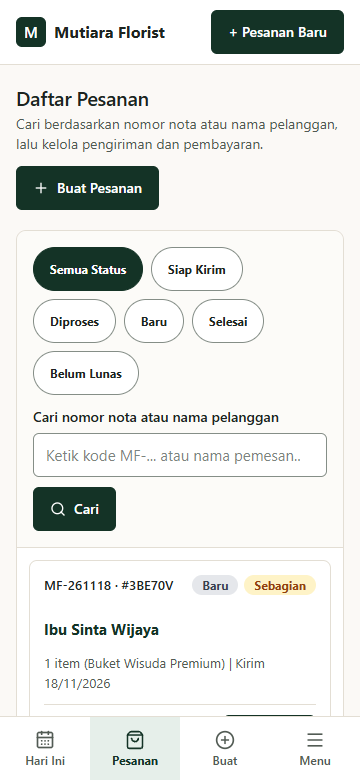 M Mutiara Florist + Pesanan Baru
Daftar Pesanan
Cari berdasarkan nomor nota atau nama pelanggan,
lalu kelola pengiriman dan pembayaran.
+ Buat Pesanan
Semua Status Siap Kirim
Diproses Baru Selesai
Belum Lunas
Cari nomor nota atau nama pelanggan
Ketik kode MF-... atau nama pemesan..
Cari
MF-261118 · #3BE70V Baru Sebagian
Ibu Sinta Wijaya
1 item (Buket Wisuda Premium) | Kirim
18/11/2026
Hari Ini Pesanan Buat Menu